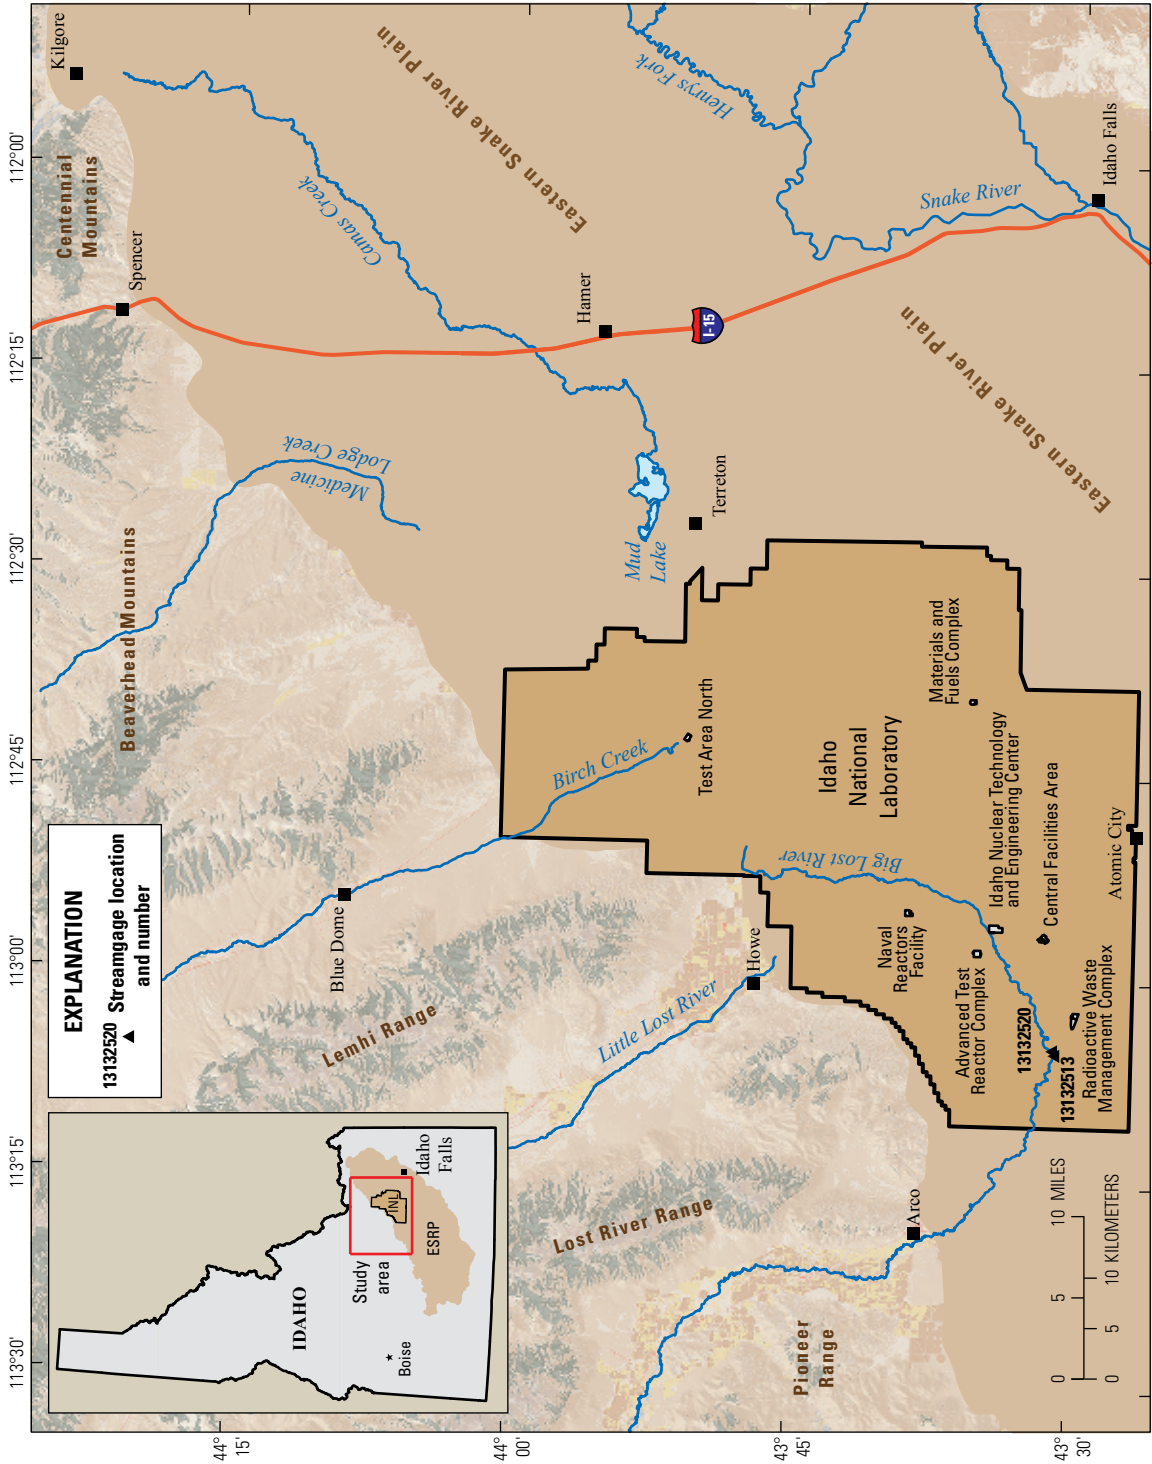 113°30'
113°15'
113°00'
112°45'
112°30'
112°15'
112°00'
44°
15'
44°
00'
43°
45'
43°
30'
EXPLANATION
13132520
Streamgage location
and number
IDAHO
Boise
Study
area
INL
ESRP
Idaho
Falls
Kilgore
Centennial
Mountains
Spencer
Camas Creek
Eastern Snake River Plain
Henrys Fork
Snake River
Idaho Falls
Hamer
I-15
Eastern Snake River Plain
Beaverhead Mountains
Medicine
Lodge Creek
Mud
Lake
Terreton
Blue Dome
Birch Creek
Lemhi Range
Test Area North
Little Lost River
Howe
Big Lost River
Idaho
National
Laboratory
Materials and
Fuels Complex
Naval
Reactors
Facility
Idaho Nuclear Technology
and Engineering Center
Advanced Test
Reactor Complex
Central Facilities Area
13132520
13132513
Radioactive Waste
Management Complex
Atomic City
Lost River Range
Arco
Pioneer
Range
0
5
10 MILES
0
5
10 KILOMETERS